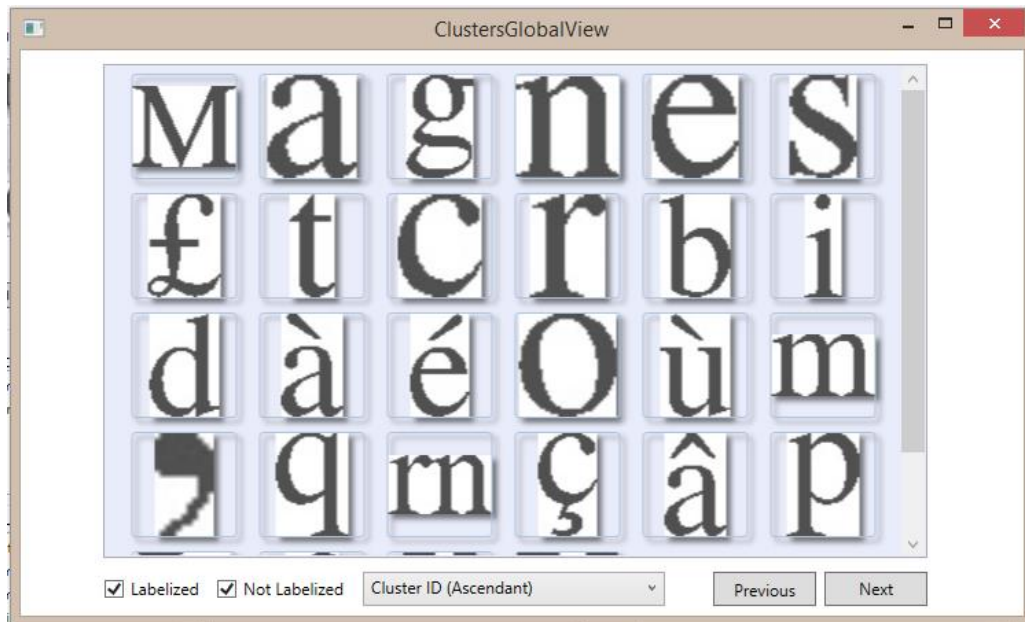 ClustersGlobalView
M a g n e s
£ t c r b i
d à é O ù m
, q rn ç â p
Labelized Not Labelized Cluster ID (Ascendant) Previous Next